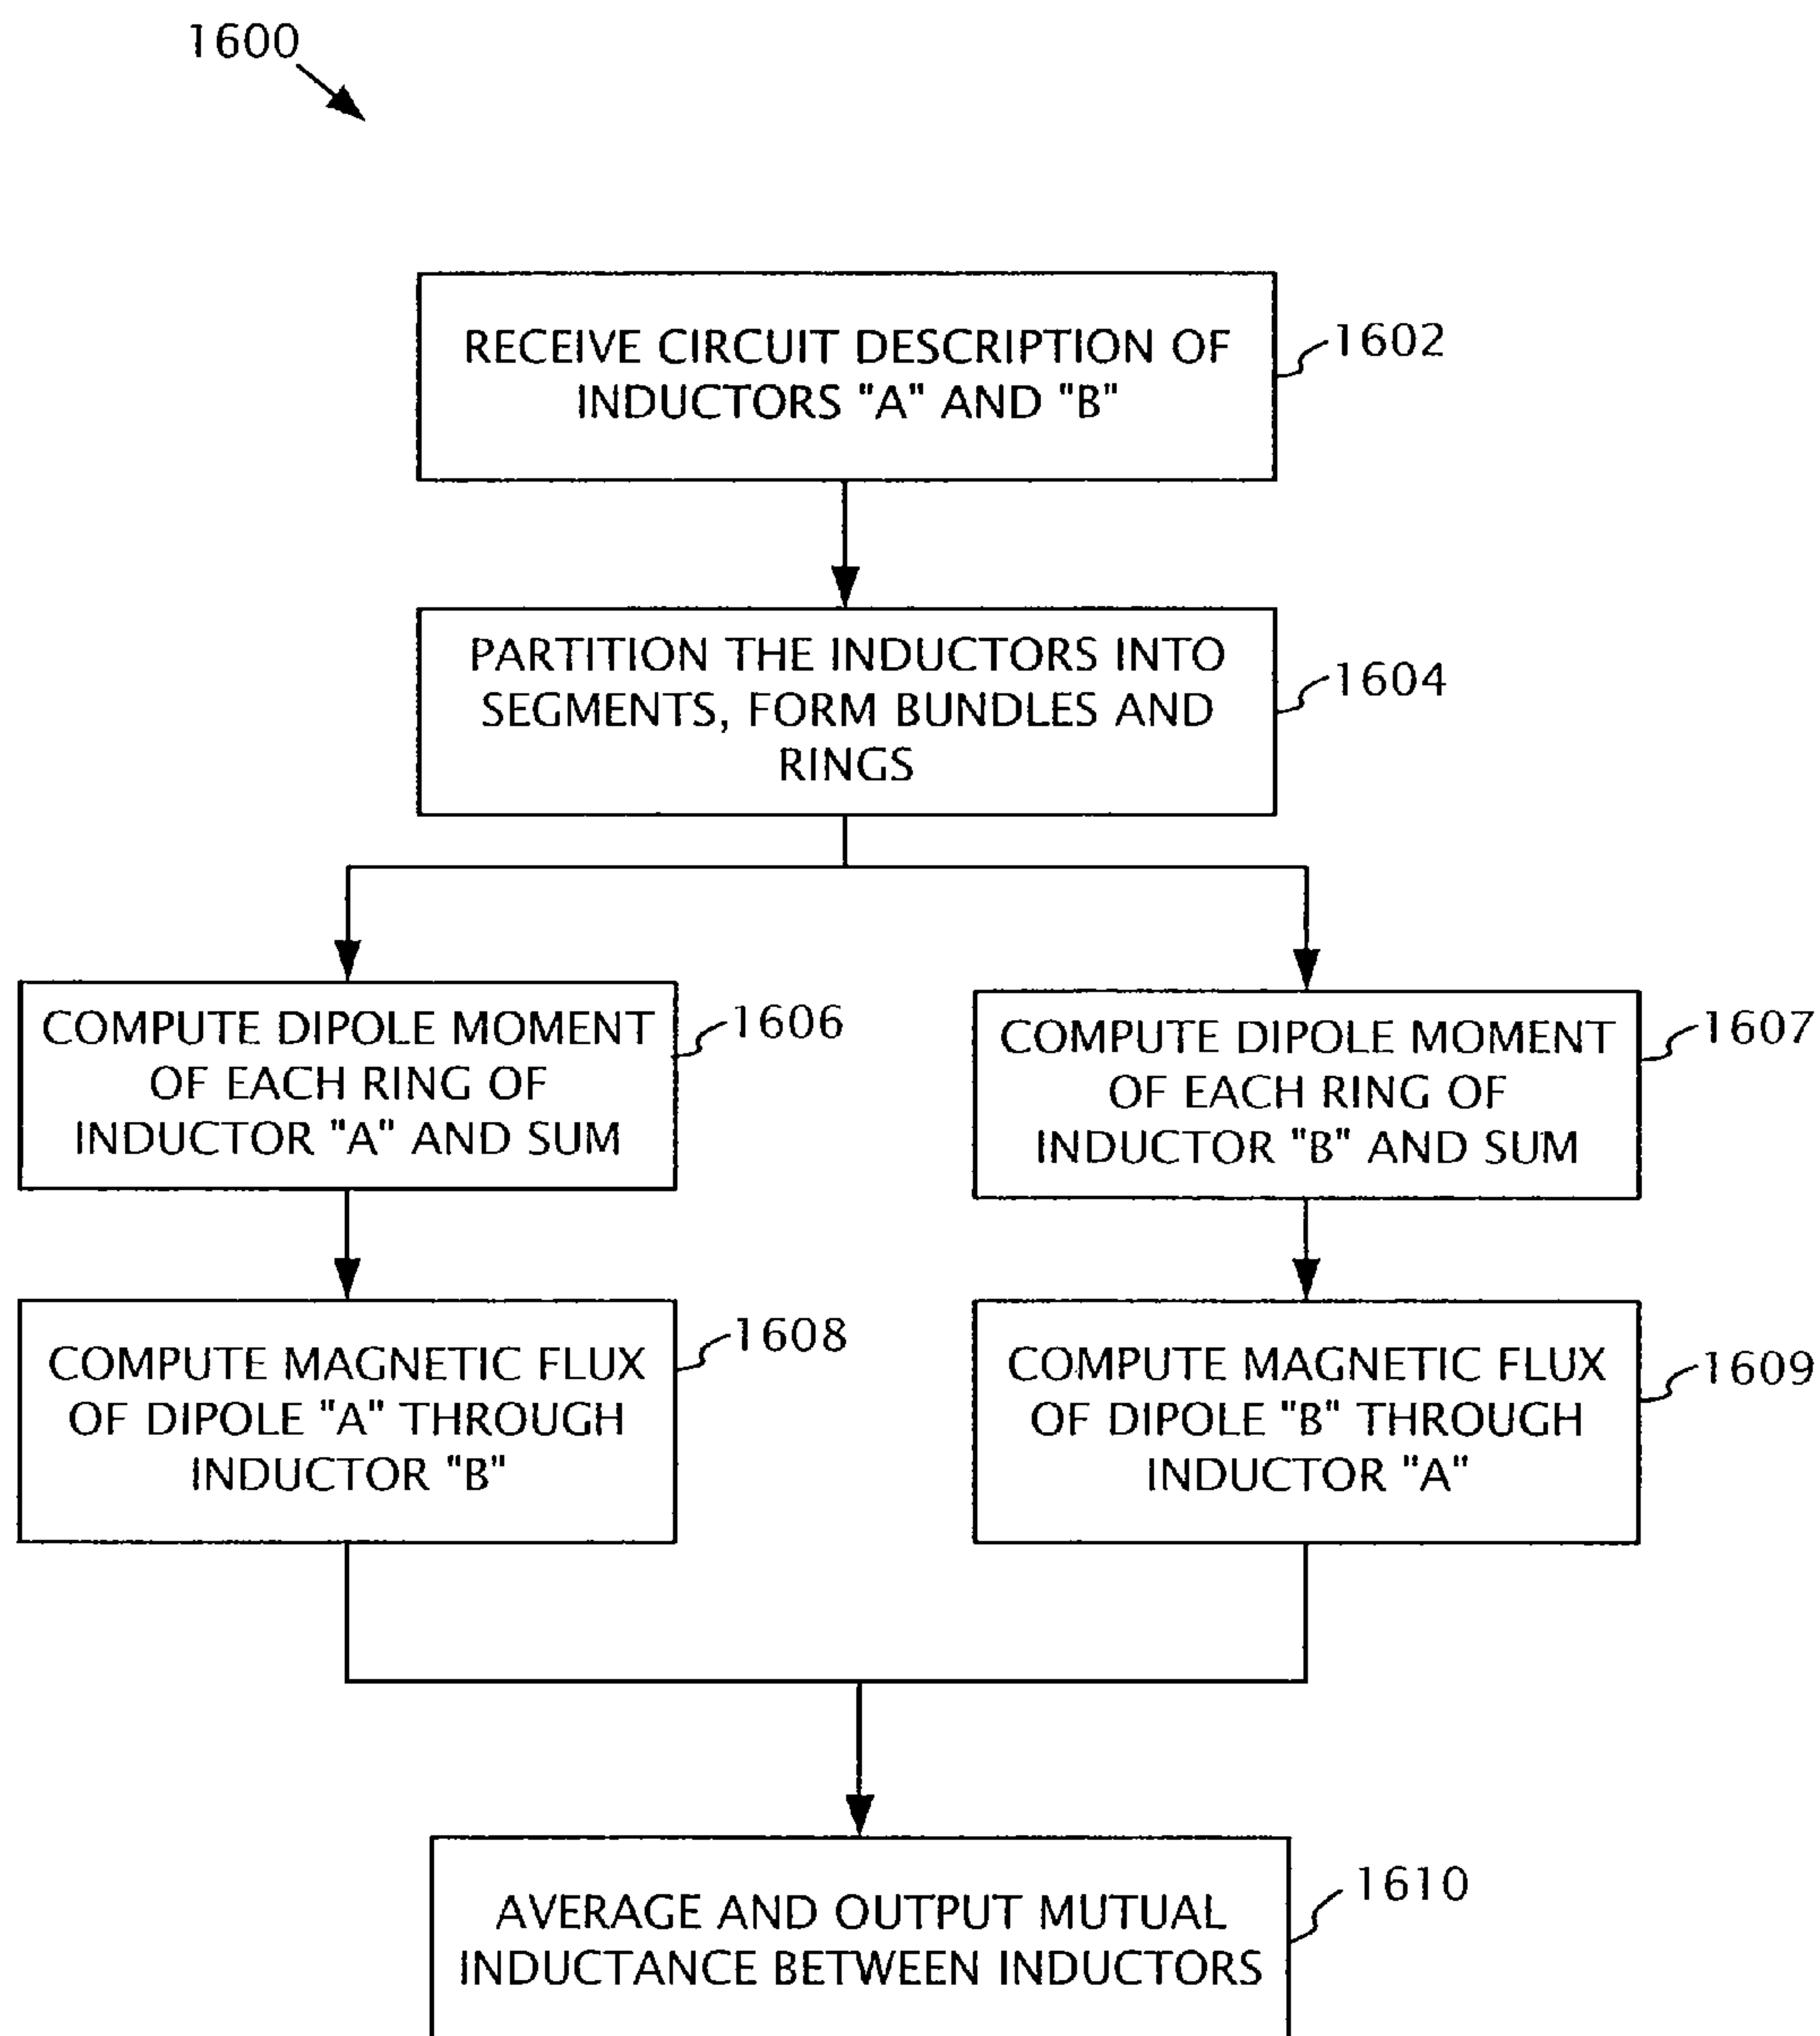 1600
RECEIVE CIRCUIT DESCRIPTION OF
INDUCTORS "A" AND "B"
1602
PARTITION THE INDUCTORS INTO
SEGMENTS, FORM BUNDLES AND
RINGS
1604
COMPUTE DIPOLE MOMENT
OF EACH RING OF
INDUCTOR "A" AND SUM
1606
COMPUTE DIPOLE MOMENT
OF EACH RING OF
INDUCTOR "B" AND SUM
1607
COMPUTE MAGNETIC FLUX
OF DIPOLE "A" THROUGH
INDUCTOR "B"
1608
COMPUTE MAGNETIC FLUX
OF DIPOLE "B" THROUGH
INDUCTOR "A"
1609
AVERAGE AND OUTPUT MUTUAL
INDUCTANCE BETWEEN INDUCTORS
1610